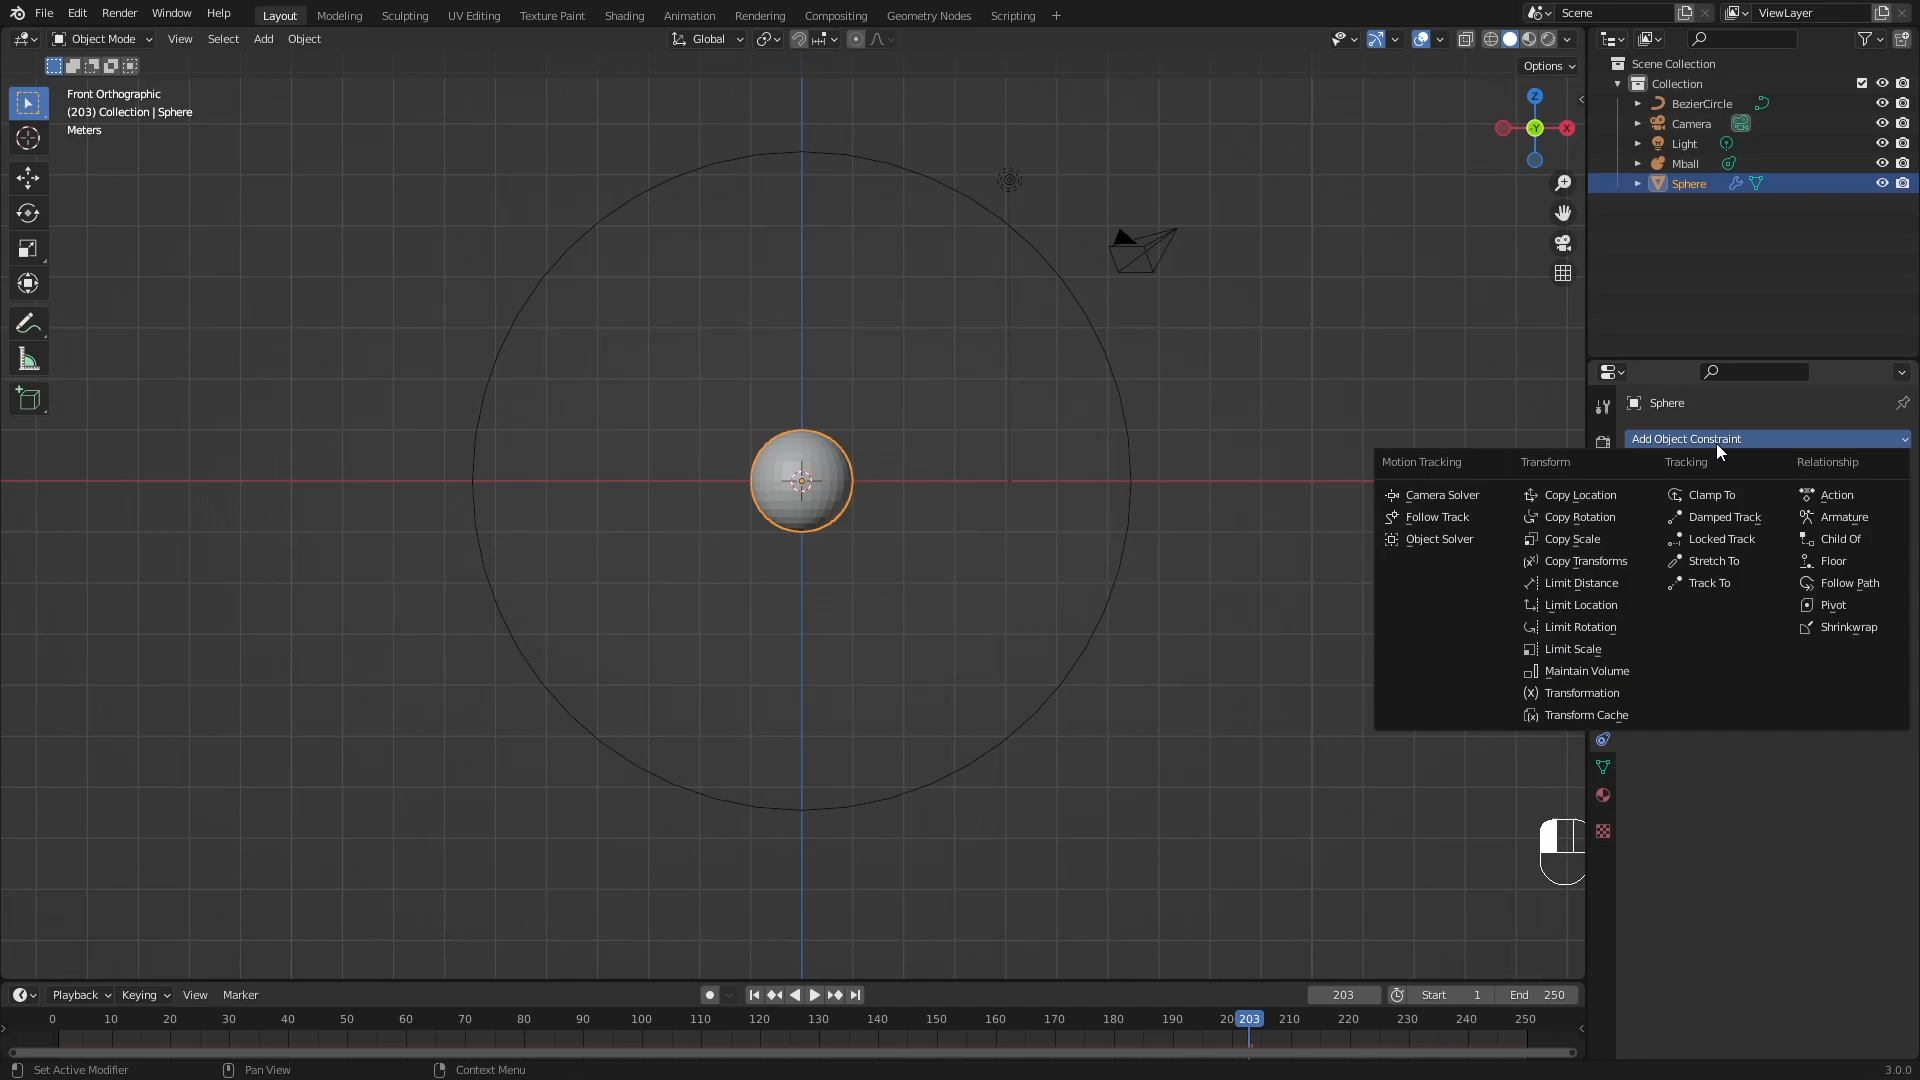 File Edit Render Window Help Layout Modeling Sculpting UV Editing Texture Paint Shading Animation Rendering Compositing Geometry Nodes Scripting + Scene ViewLayer
Object Mode View Select Add Object Global
Options
Front Orthographic
(203) Collection | Sphere
Meters
Z
-Y X
Scene Collection
Collection
BezierCircle
Camera
Light
Mball
Sphere
Sphere
Add Object Constraint
Motion Tracking Transform Tracking Relationship
Camera Solver Copy Location Clamp To Action
Follow Track Copy Rotation Damped Track Armature
Object Solver Copy Scale Locked Track Child Of
Copy Transforms Stretch To Floor
Limit Distance Track To Follow Path
Limit Location Pivot
Limit Rotation Shrinkwrap
Limit Scale
Maintain Volume
Transformation
Transform Cache
Playback Keying View Marker 203 Start 1 End 250
0 10 20 30 40 50 60 70 80 90 100 110 120 130 140 150 160 170 180 190 20 203 210 220 230 240 250
Set Active Modifier Pan View Context Menu 3.0.0